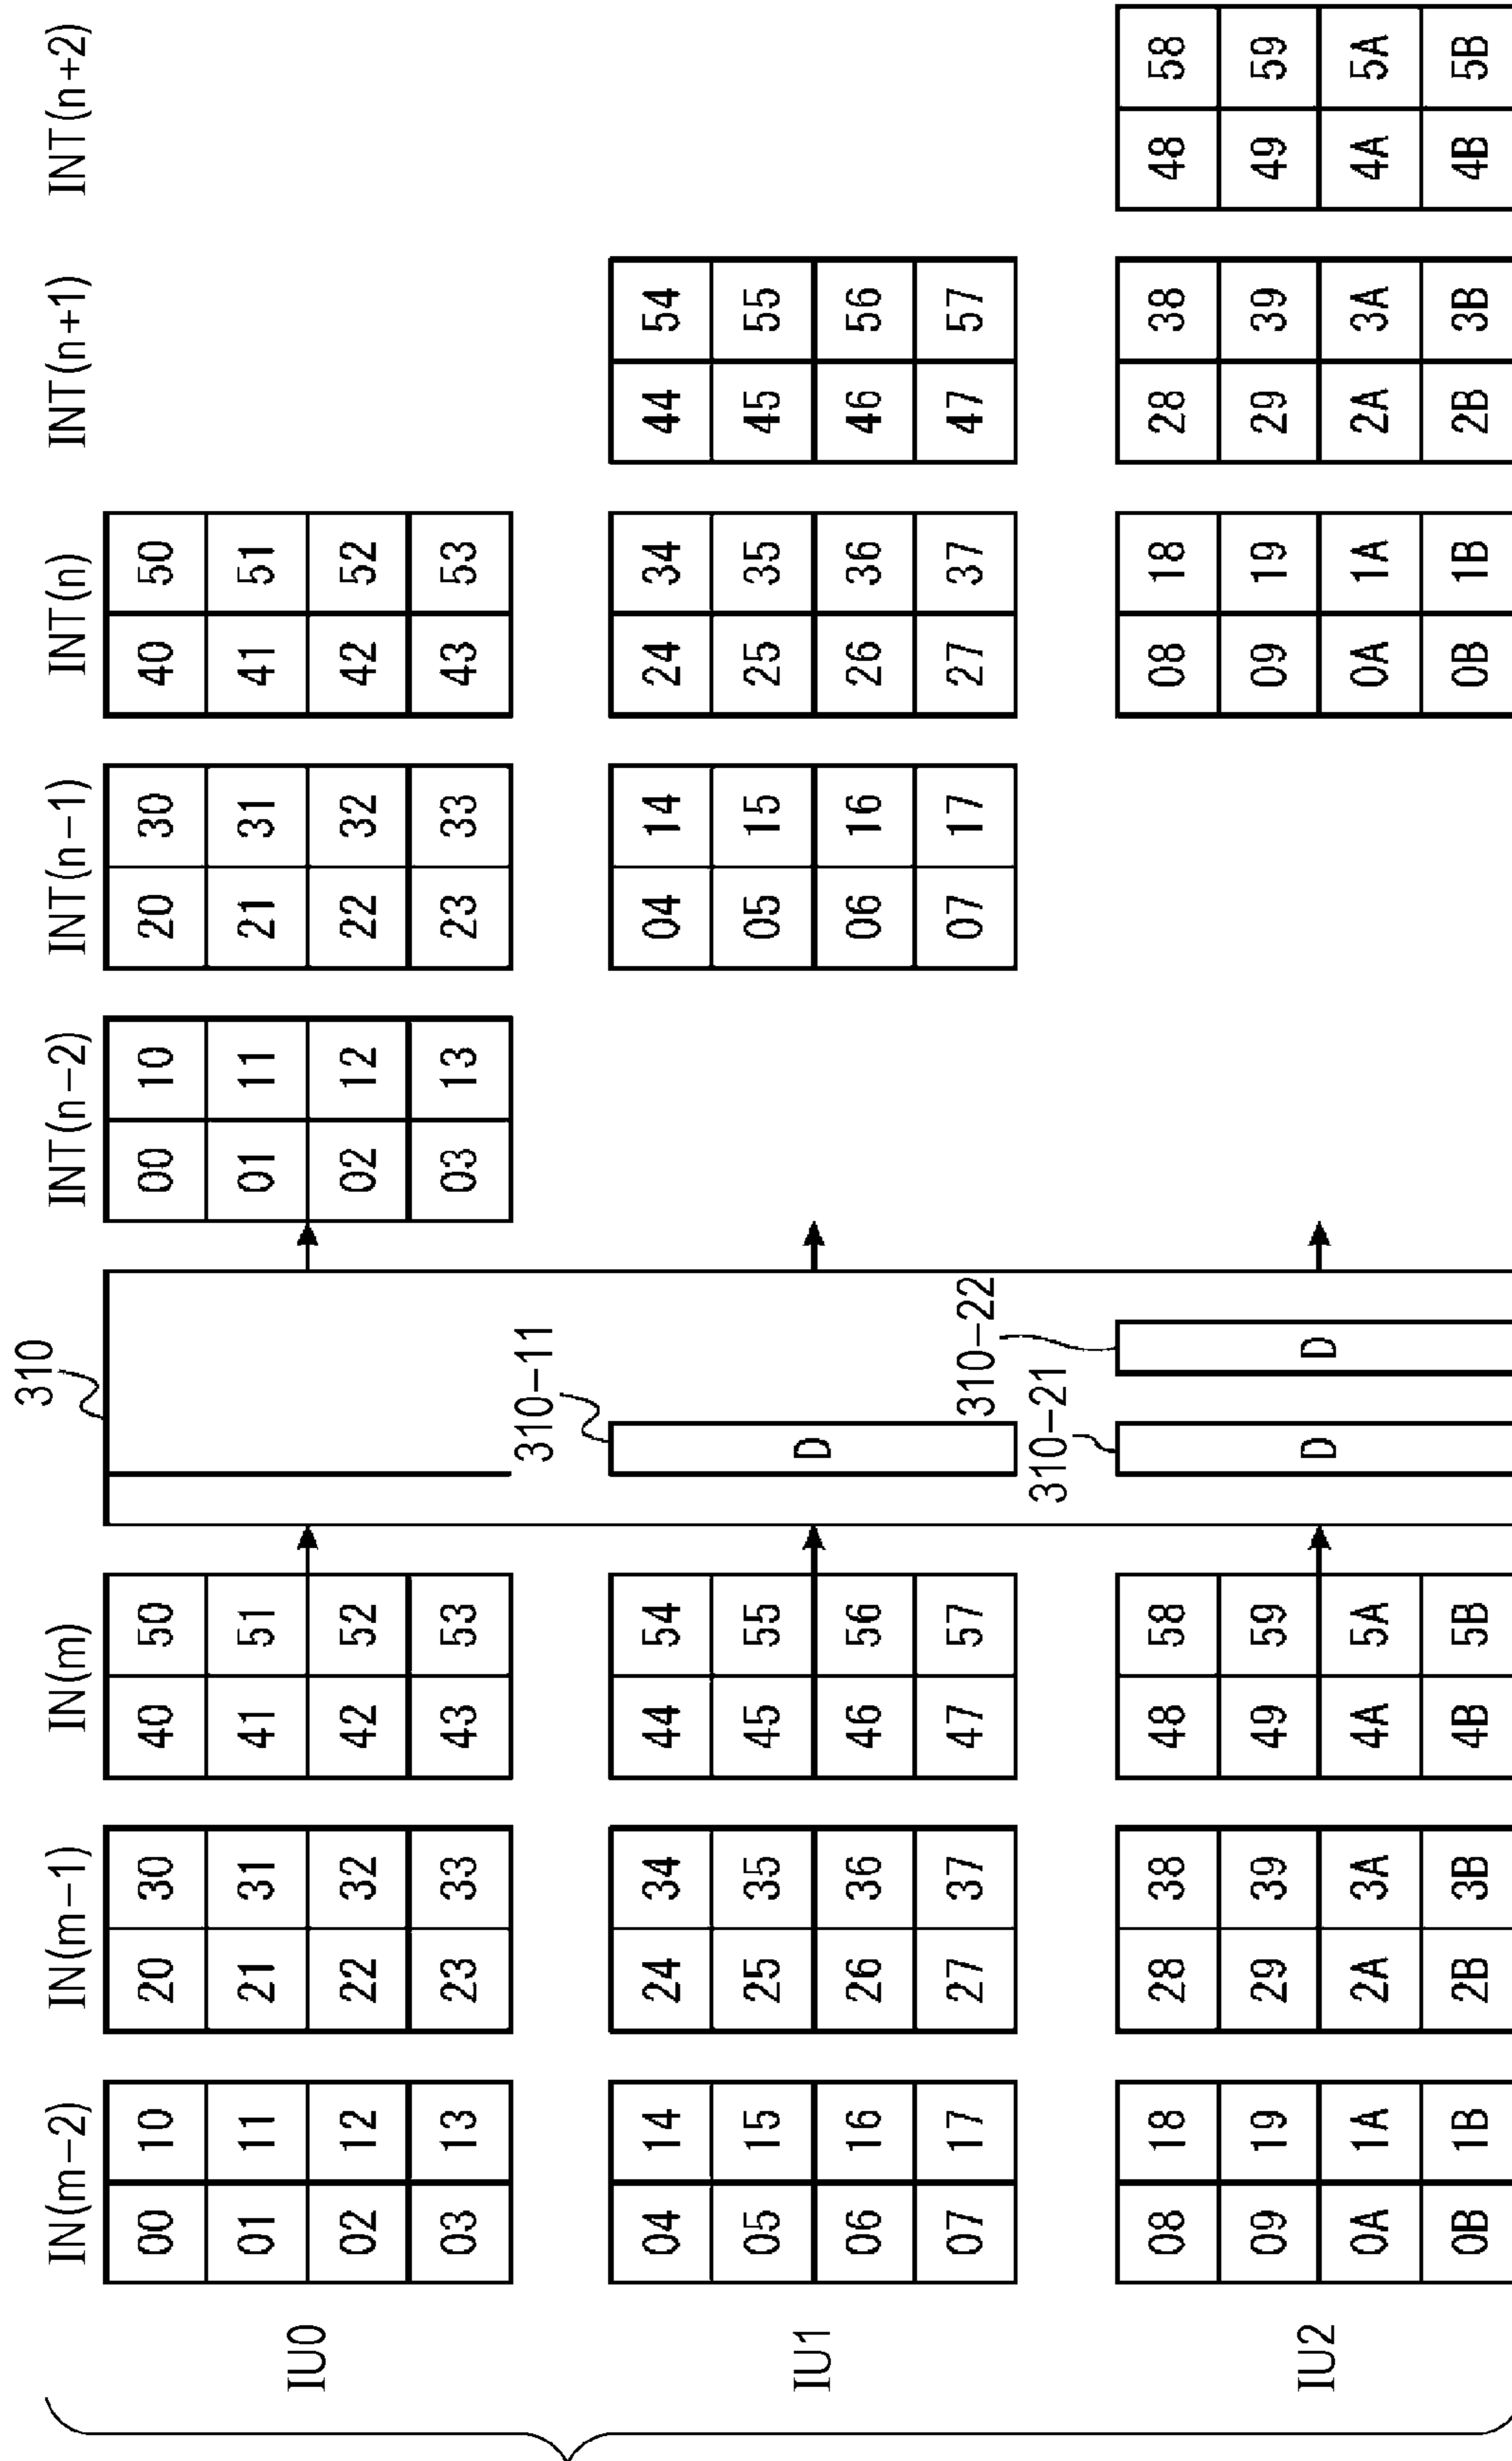 310
IN(m−2) IN(m−1) IN(m) INT(n−2) INT(n−1) INT(n) INT(n+1) INT(n+2)
00 10 20 30 40 50 00 10 20 30 40 50
01 11 21 31 41 51 01 11 21 31 41 51
IU0
02 12 22 32 42 52 02 12 22 32 42 52
03 13 23 33 43 53 03 13 23 33 43 53
310−11
04 14 24 34 44 54 04 14 24 34 44 54
05 15 25 35 45 55 05 15 25 35 45 55
IU1 D
06 16 26 36 46 56 06 16 26 36 46 56
07 17 27 37 47 57 07 17 27 37 47 57
310−22
310−21
08 18 28 38 48 58 08 18 28 38 48 58
09 19 29 39 49 59 09 19 29 39 49 59
IU2 D D
0A 1A 2A 3A 4A 5A 0A 1A 2A 3A 4A 5A
0B 1B 2B 3B 4B 5B 0B 1B 2B 3B 4B 5B